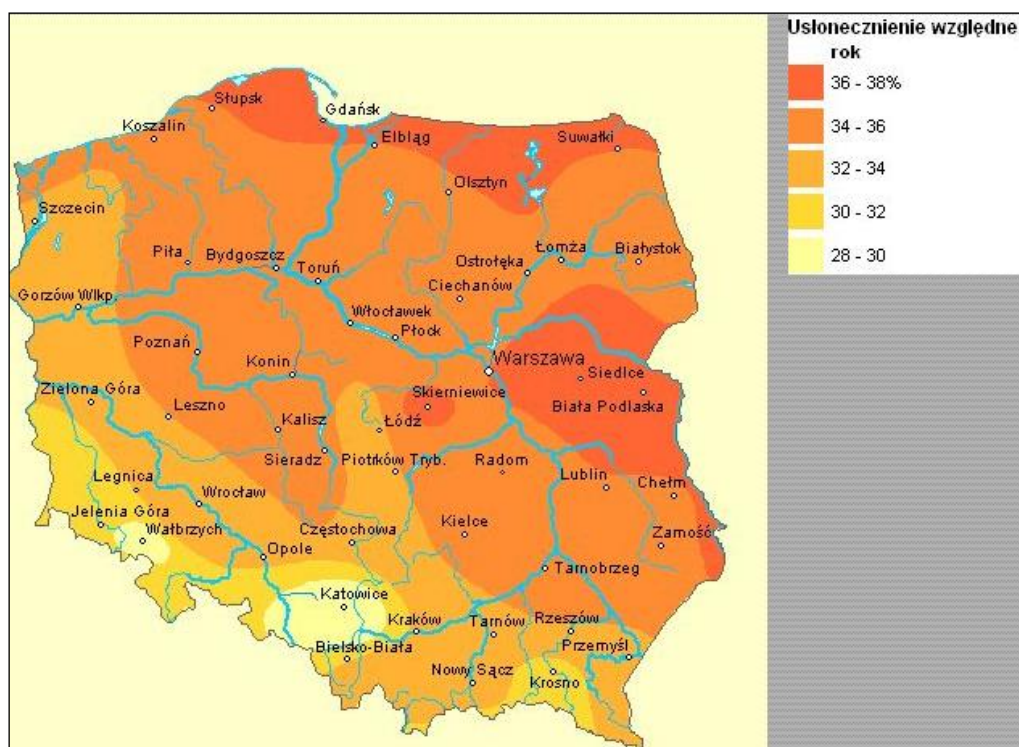 Usłonecznienie względne
rok
36 - 38%
34 - 36
32 - 34
30 - 32
28 - 30
Słupsk
Gdańsk
Koszalin
Elbląg
Suwałki
Olsztyn
Szczecin
Piła
Bydgoszcz
Toruń
Łomża
Białystok
Ostrołęka
Ciechanów
Gorzów Wlkp.
Włocławek
Płock
Poznań
Konin
Warszawa
Siedlce
Zielona Góra
Leszno
Skierniewice
Biała Podlaska
Kalisz
Łódź
Sieradz
Piotrków Tryb.
Radom
Lublin
Chełm
Legnica
Wrocław
Jelenia Góra
Wałbrzych
Częstochowa
Kielce
Zamość
Opole
Tarnobrzeg
Katowice
Kraków
Tarnów
Rzeszów
Bielsko-Biała
Przemyśl
Nowy Sącz
Krosno